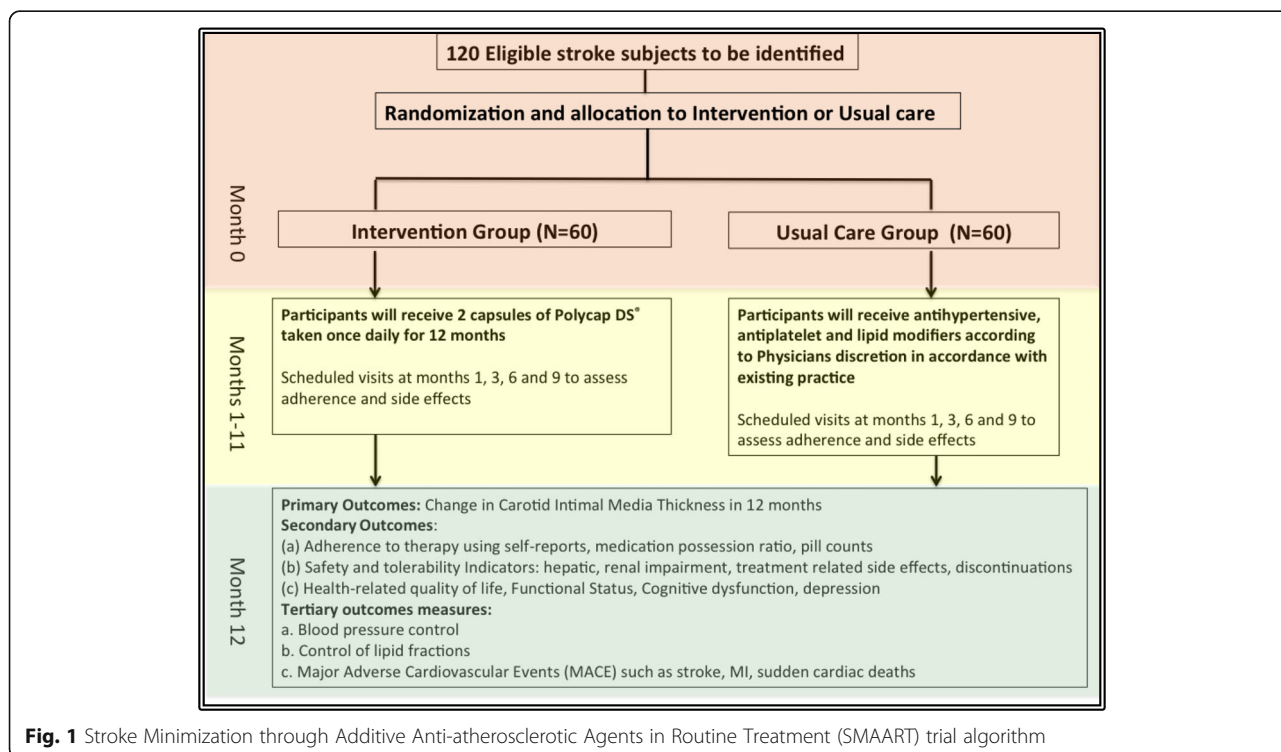 120 Eligible stroke subjects to be identified
Randomization and allocation to Intervention or Usual care
Month 0
Intervention Group (N=60)
Usual Care Group (N=60)
Months 1-11
Participants will receive 2 capsules of Polycap DS®
taken once daily for 12 months
Scheduled visits at months 1, 3, 6 and 9 to assess
adherence and side effects
Participants will receive antihypertensive,
antiplatelet and lipid modifiers according
to Physicians discretion in accordance with
existing practice
Scheduled visits at months 1, 3, 6 and 9 to
assess adherence and side effects
Month 12
Primary Outcomes: Change in Carotid Intimal Media Thickness in 12 months
Secondary Outcomes:
(a) Adherence to therapy using self-reports, medication possession ratio, pill counts
(b) Safety and tolerability Indicators: hepatic, renal impairment, treatment related side effects, discontinuations
(c) Health-related quality of life, Functional Status, Cognitive dysfunction, depression
Tertiary outcomes measures:
a. Blood pressure control
b. Control of lipid fractions
c. Major Adverse Cardiovascular Events (MACE) such as stroke, MI, sudden cardiac deaths
Fig. 1 Stroke Minimization through Additive Anti-atherosclerotic Agents in Routine Treatment (SMAART) trial algorithm